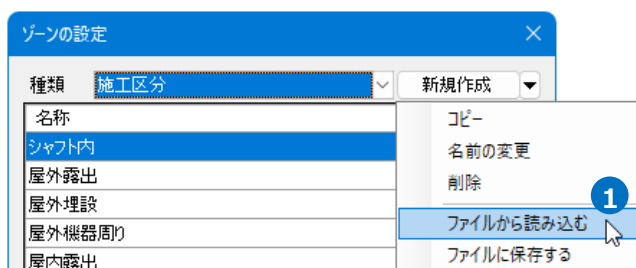 ゾーンの設定
種類 施工区分 新規作成
名称
シャフト内
屋外露出
屋外埋設
屋外機器周り
屋内露出
コピー
名前の変更
削除
1
ファイルから読み込む
ファイルに保存する